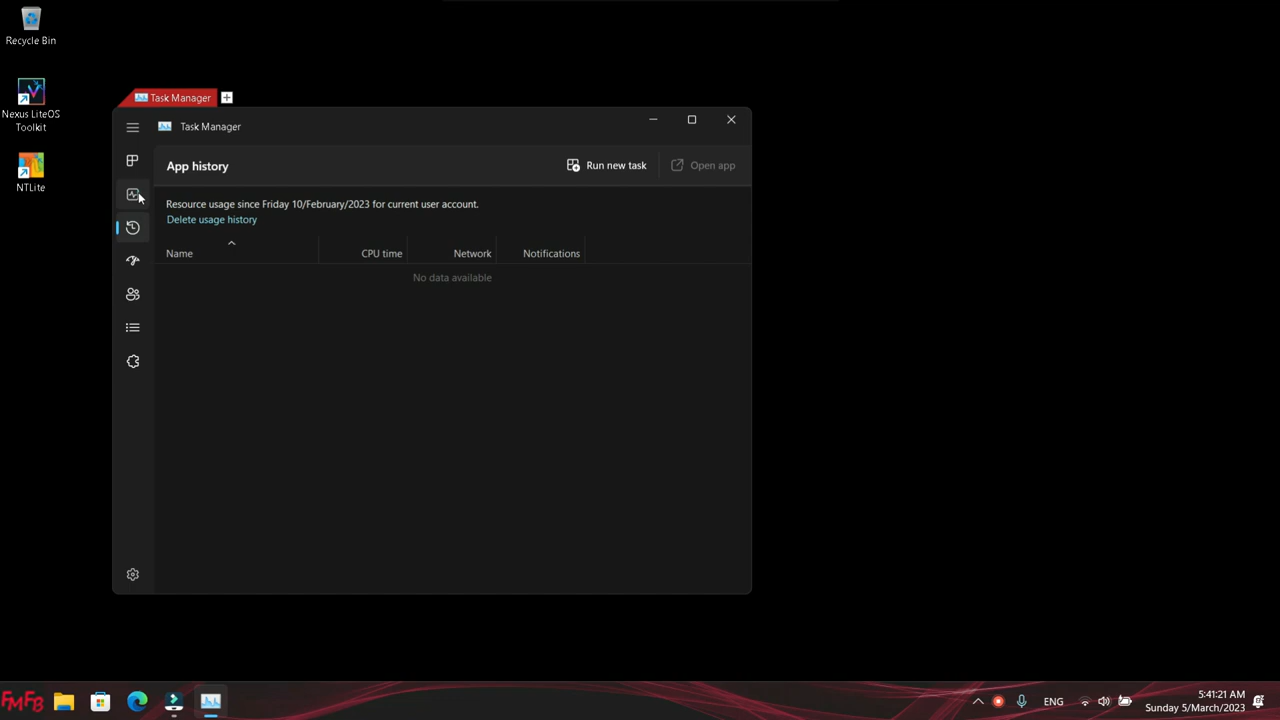 Recycle Bin
Nexus LiteOS
Toolkit
NTLite
Task Manager
Task Manager
App history
Run new task
Open app
Resource usage since Friday 10/February/2023 for current user account.
Delete usage history
Name CPU time Network Notifications
No data available
FMFB
ENG
5:41:21 AM
Sunday 5/March/2023